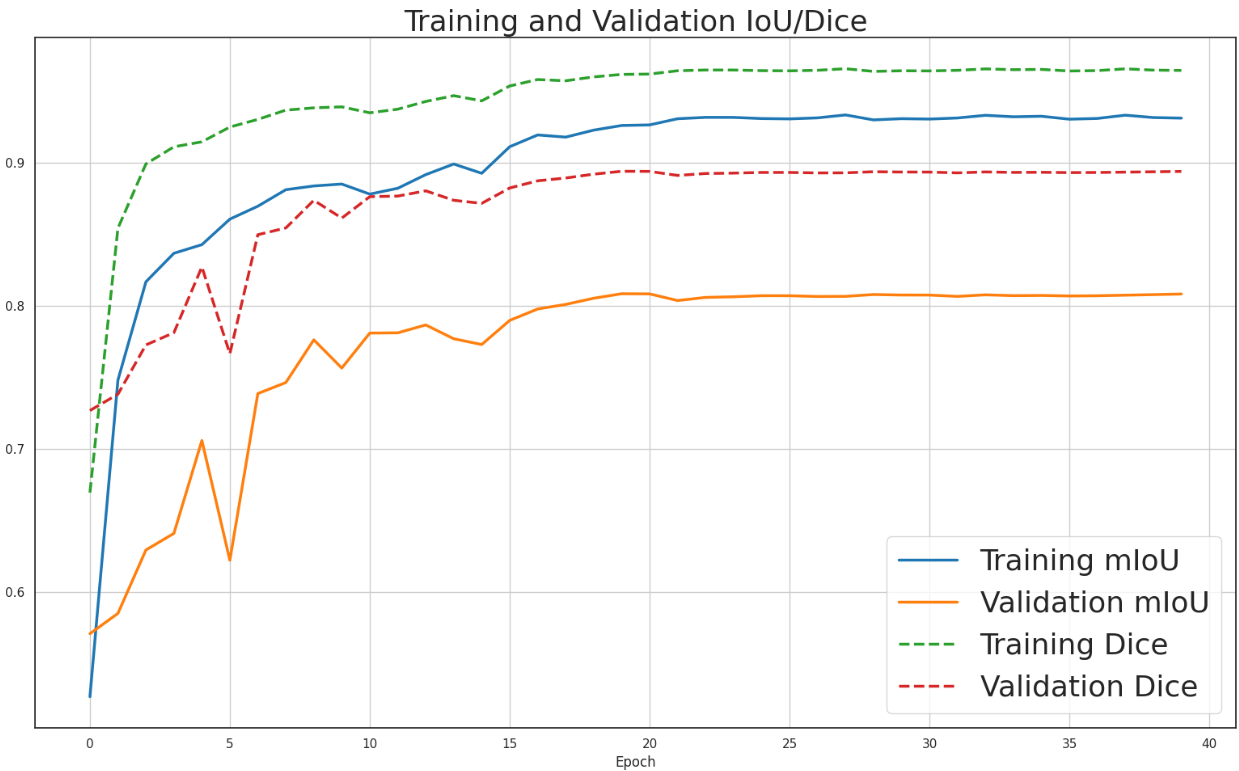 Training and Validation IoU/Dice
0.9
0.8
0.7
0.6
Training mIoU
Validation mIoU
Training Dice
Validation Dice
0 5 10 15 20 25 30 35 40
Epoch